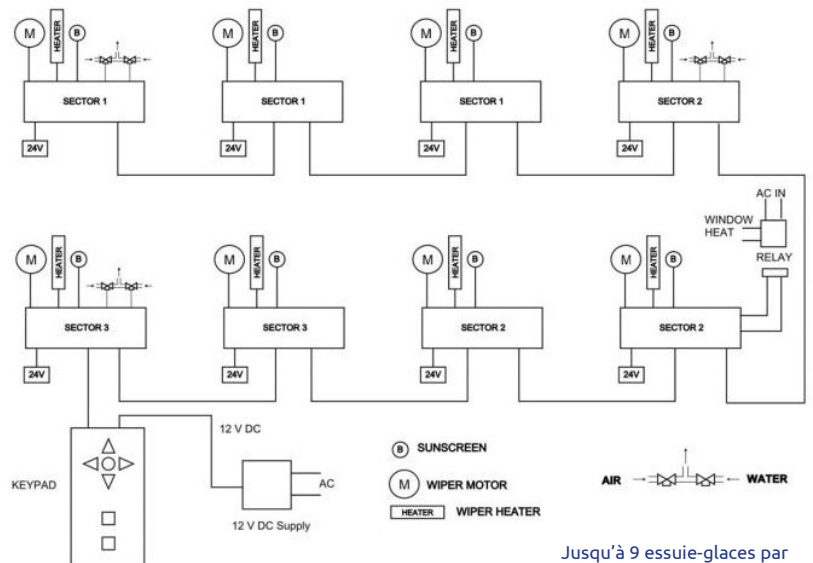 M HEATER B M HEATER B M HEATER B M HEATER B
SECTOR 1 SECTOR 1 SECTOR 1 SECTOR 2
24V 24V 24V 24V
AC IN
WINDOW
HEAT
RELAY
M HEATER B M HEATER B M HEATER B M HEATER B
SECTOR 3 SECTOR 3 SECTOR 2 SECTOR 2
24V 24V 24V 24V
12 V DC
KEYPAD
AC
12 V DC Supply
B SUNSCREEN
M WIPER MOTOR
HEATER WIPER HEATER
AIR WATER
Jusqu'à 9 essuie-glaces par